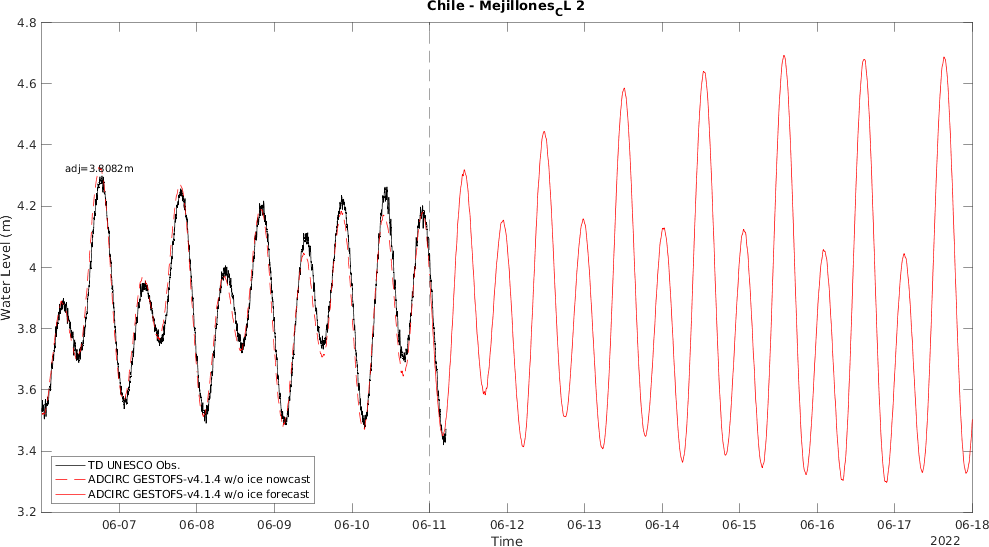 Chile - Mejillones_CL 2
4.8
4.6
4.4
4.2
4
3.8
3.6
3.4
3.2
Water Level (m)
adj=3.8082m
TD UNESCO Obs.
ADCIRC GESTOFS-v4.1.4 w/o ice nowcast
ADCIRC GESTOFS-v4.1.4 w/o ice forecast
06-07 06-08 06-09 06-10 06-11 06-12 06-13 06-14 06-15 06-16 06-17 06-18
Time
2022